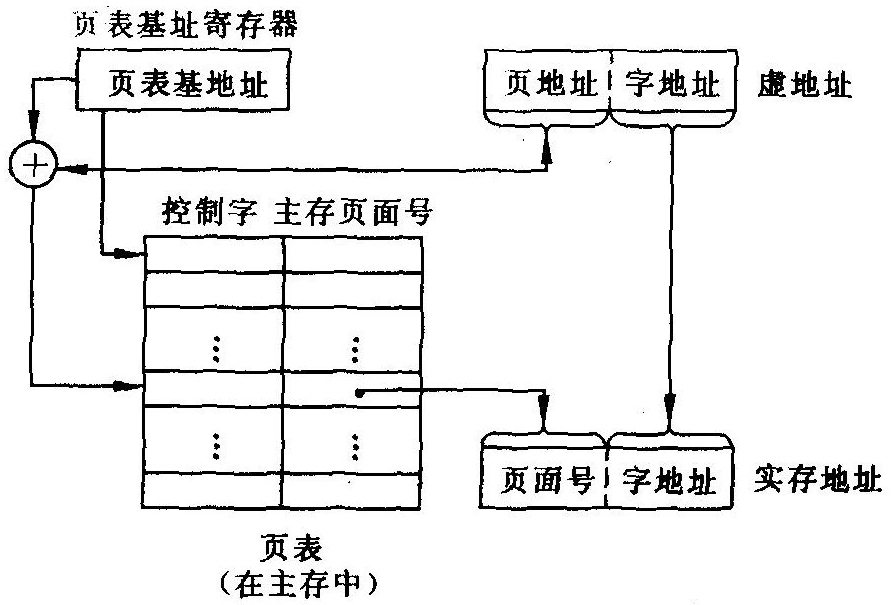 页表基址寄存器
页表基地址
页地址 字地址 虚地址
+
控制字 主存页面号
⋮ ⋮
⋮ ⋮
页面号 字地址 实存地址
页表
(在主存中)